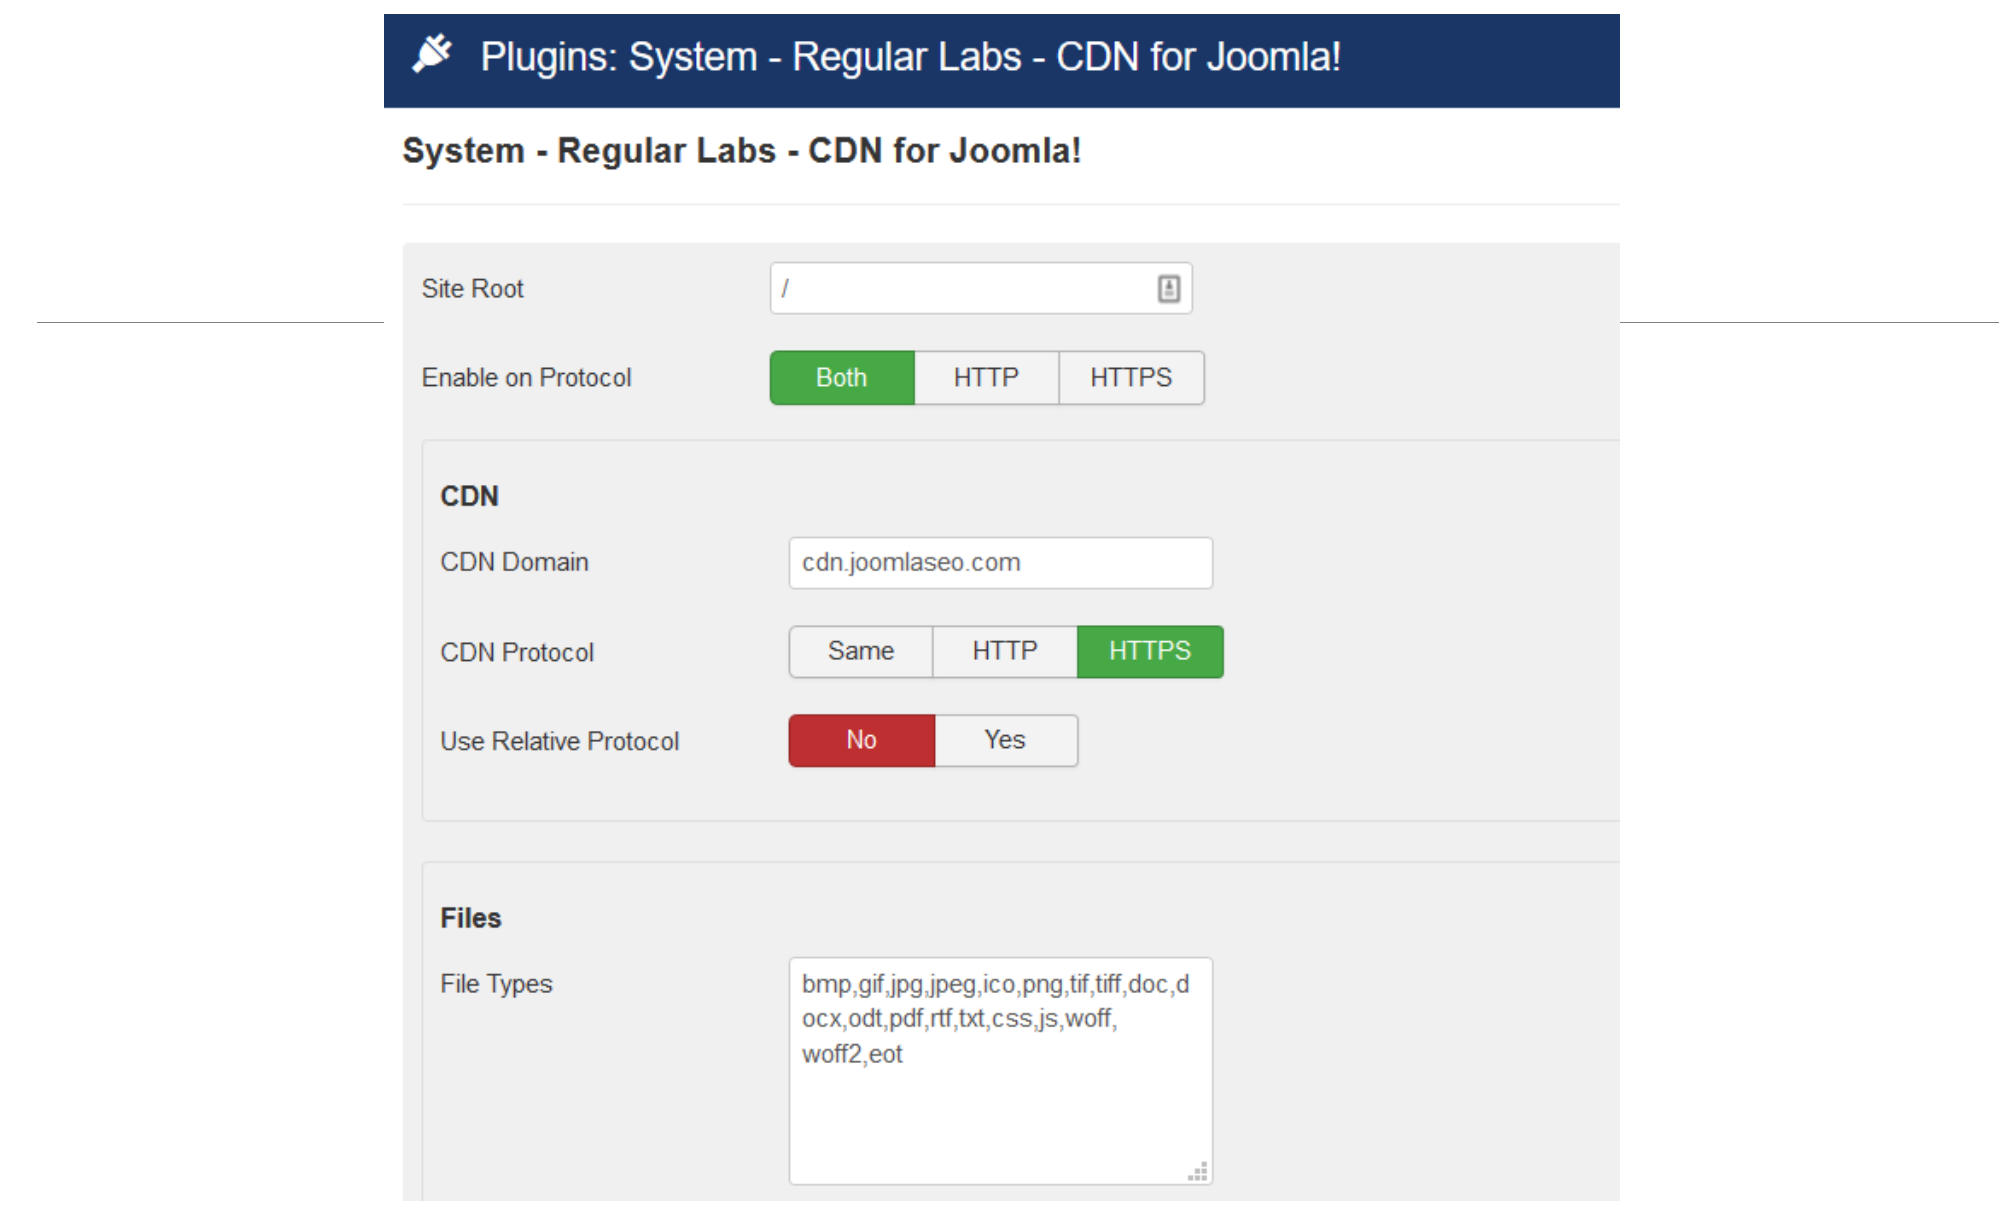 Plugins: System - Regular Labs - CDN for Joomla!
System - Regular Labs - CDN for Joomla!
Site Root /
Enable on Protocol Both HTTP HTTPS
CDN
CDN Domain cdn.joomlaseo.com
CDN Protocol Same HTTP HTTPS
Use Relative Protocol No Yes
Files
File Types bmp,gif,jpg,jpeg,ico,png,tif,tiff,doc,d
ocx,odt,pdf,rtf,txt,css,js,woff,
woff2,eot